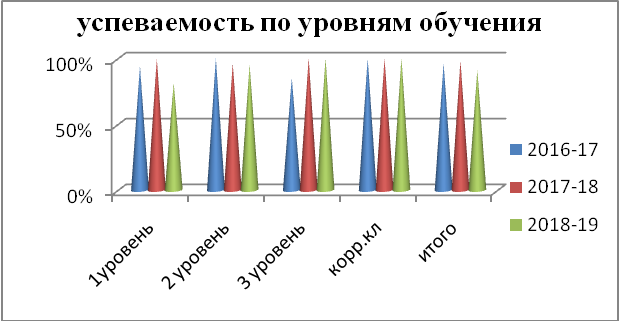 успеваемость по уровням обучения
100%
50%
0%
1уровень
2 уровень
3 уровень
корр.кл
итого
2016-17
2017-18
2018-19